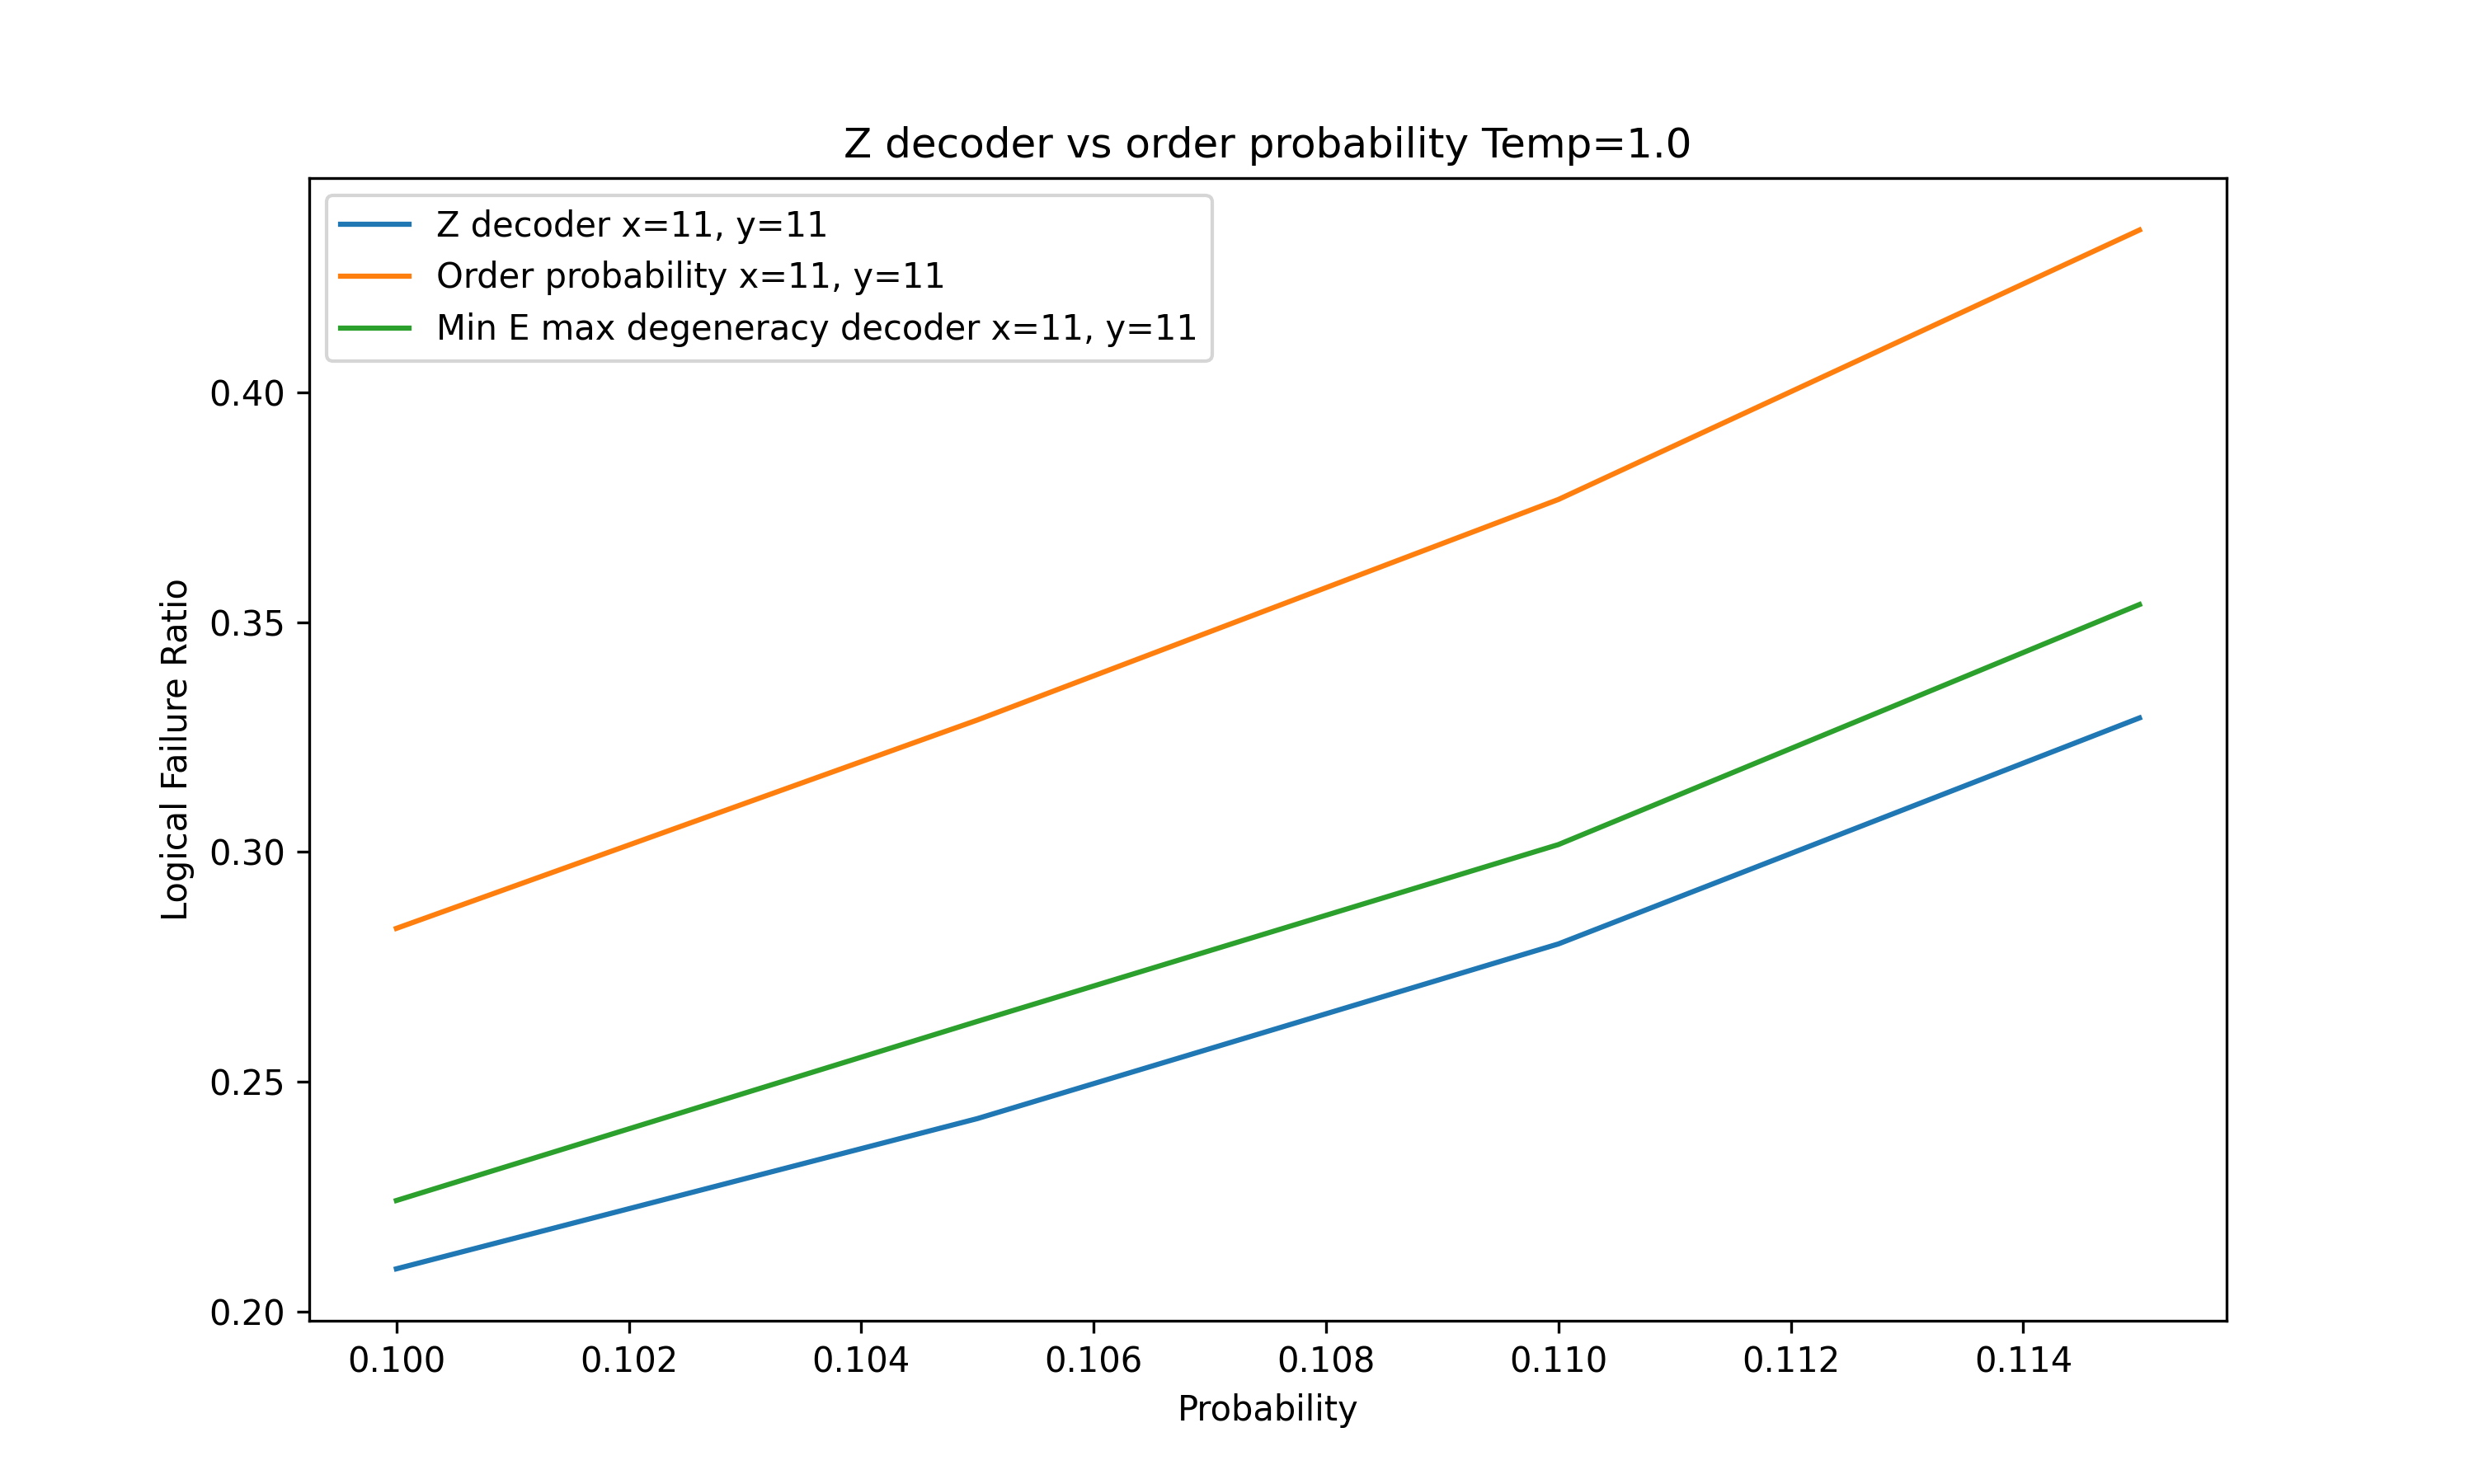 Z decoder vs order probability Temp=1.0
Z decoder x=11, y=11
Order probability x=11, y=11
Min E max degeneracy decoder x=11, y=11
0.40
0.35
0.30
0.25
0.20
Logical Failure Ratio
0.100 0.102 0.104 0.106 0.108 0.110 0.112 0.114
Probability